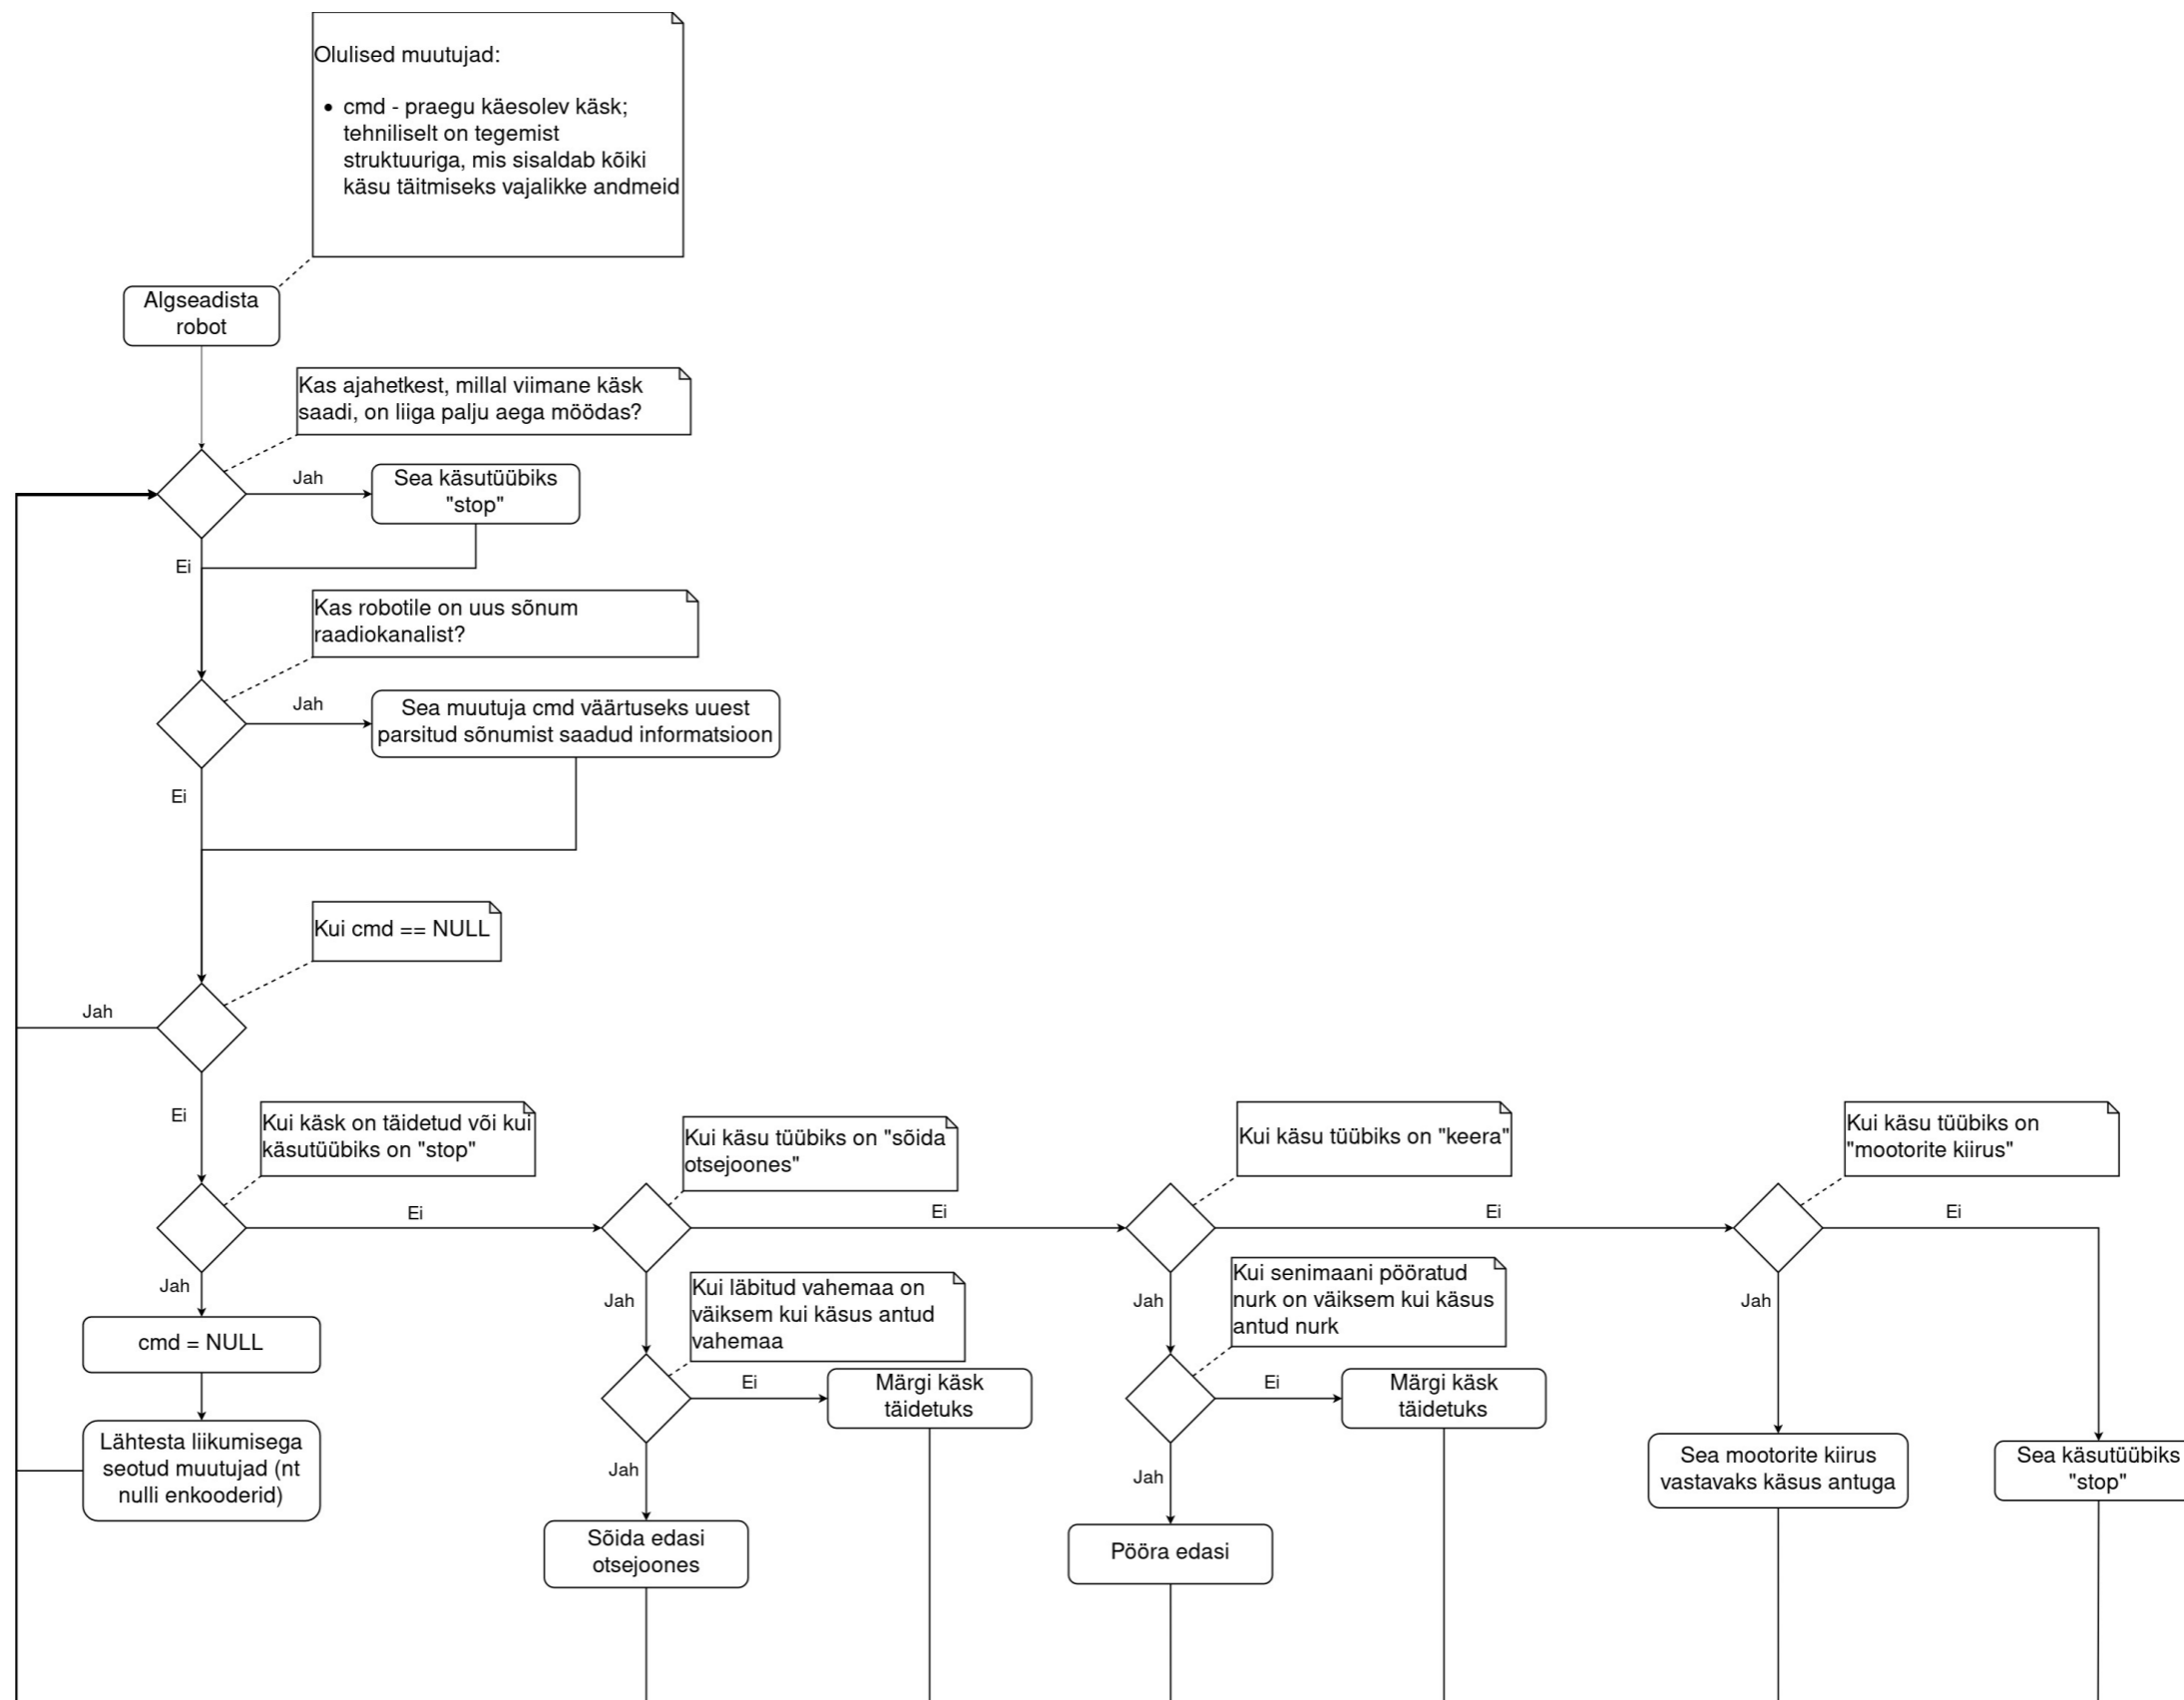 Olulised muutujad:
• cmd - praegu käesolev käsk;
tehniliselt on tegemist
struktuuriga, mis sisaldab kõiki
käsu täitmiseks vajalikke andmeid
Algseadista
robot
Kas ajahetkest, millal viimane käsk
saadi, on liiga palju aega möödas?
Jah
Sea käsutüübiks
"stop"
Ei
Kas robotile on uus sõnum
raadiokanalist?
Jah
Sea muutuja cmd väärtuseks uuest
parsitud sõnumist saadud informatsioon
Ei
Kui cmd == NULL
Jah
Ei
Kui käsk on täidetud või kui
käsutüübiks on "stop"
Kui käsu tüübiks on "sõida
otsejoones"
Kui käsu tüübiks on "keera"
Kui käsu tüübiks on
"mootorite kiirus"
Ei
Ei
Ei
Ei
Jah
cmd = NULL
Lähtesta liikumisega
seotud muutujad (nt
nulli enkooderid)
Jah
Kui läbitud vahemaa on
väiksem kui käsus antud
vahemaa
Ei
Märgi käsk
täidetuks
Jah
Sõida edasi
otsejoones
Jah
Kui senimaani pööratud
nurk on väiksem kui käsus
antud nurk
Ei
Märgi käsk
täidetuks
Jah
Pööra edasi
Jah
Sea mootorite kiirus
vastavaks käsus antuga
Sea käsutüübiks
"stop"